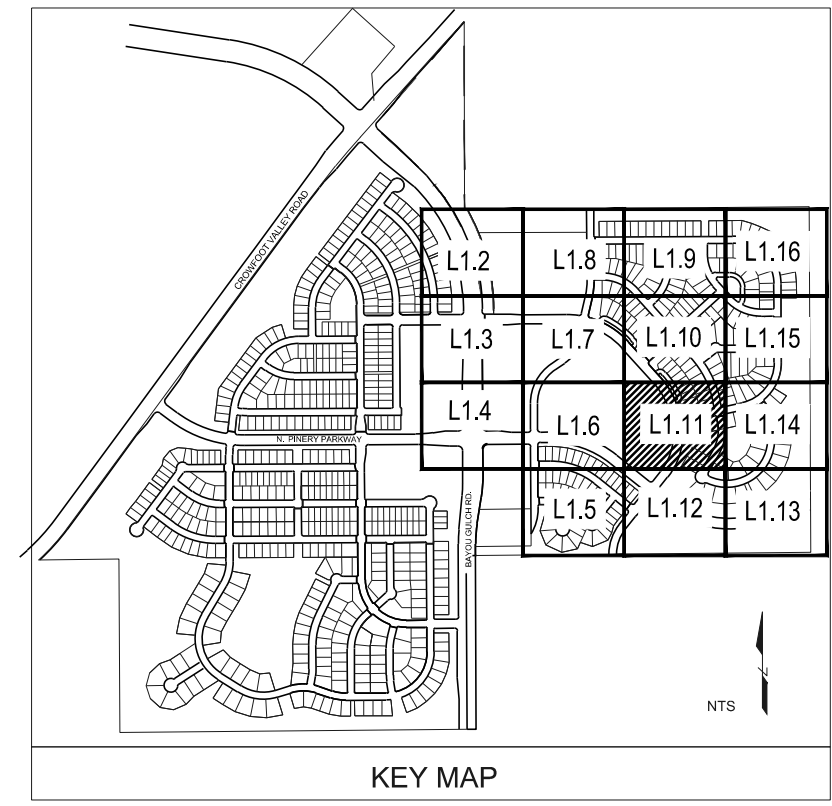 CROWFOOT VALLEY ROAD
L1.2
L1.8
L1.9
L1.16
L1.3
L1.7
L1.10
L1.15
L1.4
L1.6
L1.11
L1.14
N. PINERY PARKWAY
L1.5
L1.12
L1.13
BAYOU GULCH RD.
NTS
KEY MAP